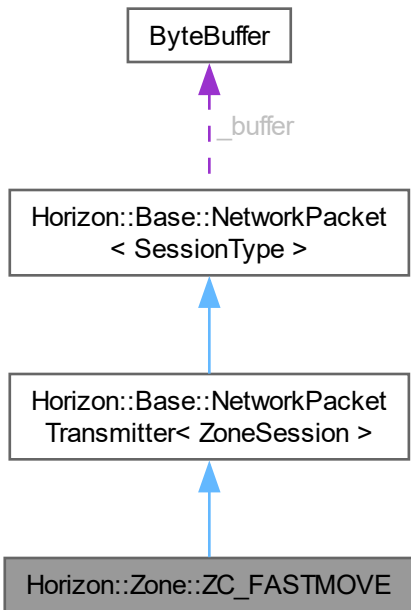 ByteBuffer
_buffer
Horizon::Base::NetworkPacket
< SessionType >
Horizon::Base::NetworkPacket
Transmitter< ZoneSession >
Horizon::Zone::ZC_FASTMOVE